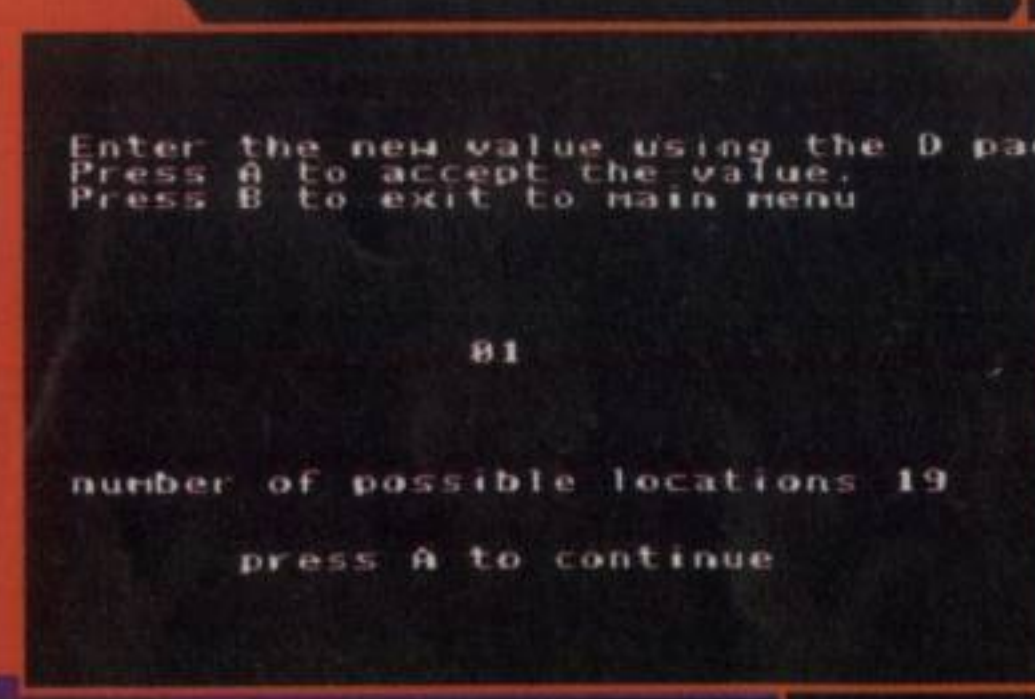 Enter the new value using the D pa
Press A to accept the value.
Press B to exit to main menu
01
number of possible locations 19
press A to continue